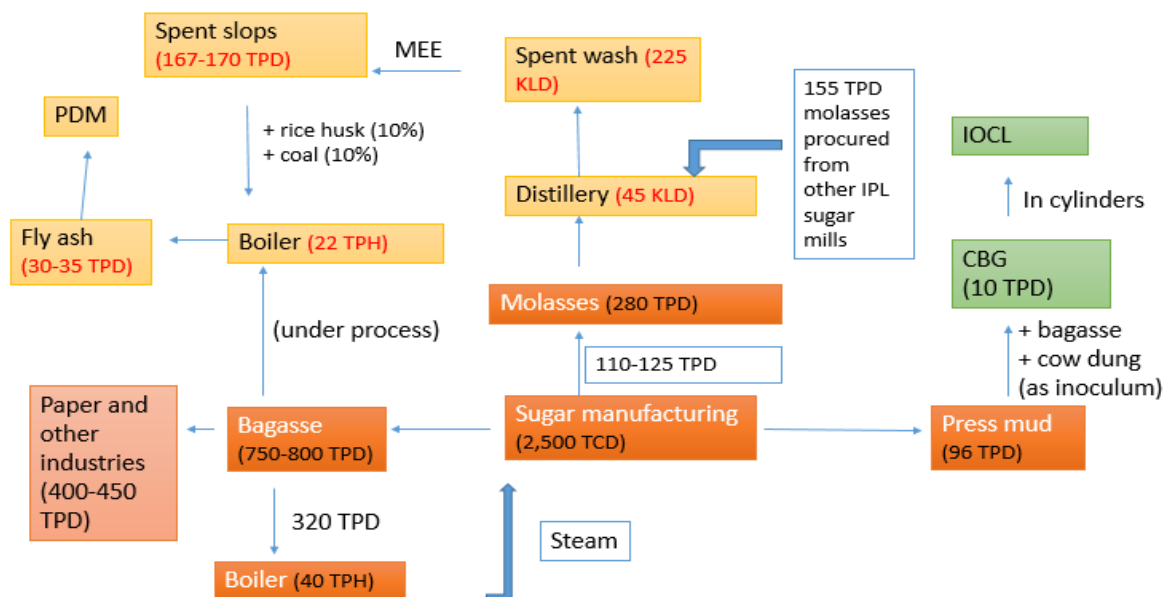 Spent slops
(167-170 TPD)
MEE
Spent wash (225
KLD)
155 TPD
molasses
procured
from
other IPL
sugar
mills
PDM
+ rice husk (10%)
+ coal (10%)
IOCL
Distillery (45 KLD)
In cylinders
Fly ash
(30-35 TPD)
Boiler (22 TPH)
CBG
(10 TPD)
Molasses (280 TPD)
(under process)
110-125 TPD
+ bagasse
+ cow dung
(as inoculum)
Paper and
other
industries
(400-450
TPD)
Bagasse
(750-800 TPD)
Sugar manufacturing
(2,500 TCD)
Press mud
(96 TPD)
320 TPD
Steam
Boiler (40 TPH)